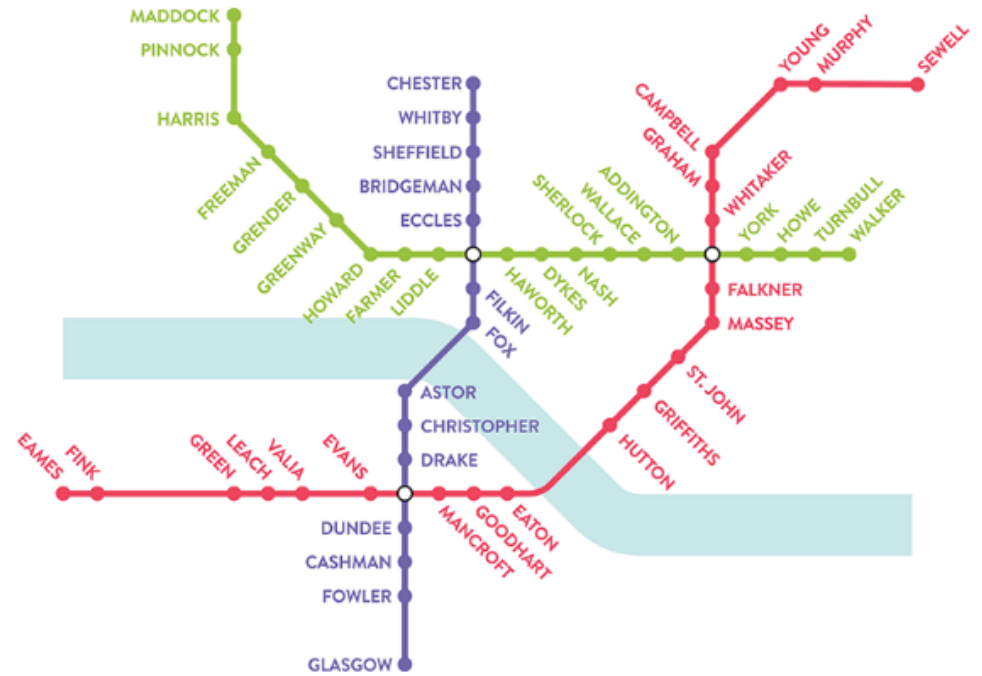 MADDOCK
PINNOCK
HARRIS
FREEMAN
GRENDER
GREENWAY
HOWARD
FARMER
LIDDLE
HAWORTH
DYKES
NASH
SHERLOCK
WALLACE
ADDINGTON
YORK
HOWE
TURNBULL
WALKER
CHESTER
WHITBY
SHEFFIELD
BRIDGEMAN
ECCLES
FILKIN
FOX
ASTOR
CHRISTOPHER
DRAKE
DUNDEE
CASHMAN
FOWLER
GLASGOW
SEWELL
MURPHY
YOUNG
CAMPBELL
GRAHAM
WHITAKER
FALKNER
MASSEY
ST. JOHN
GRIFFITHS
HUTTON
EATON
GOODHART
MANCROFT
EVANS
VALIA
LEACH
GREEN
FINK
EAMES